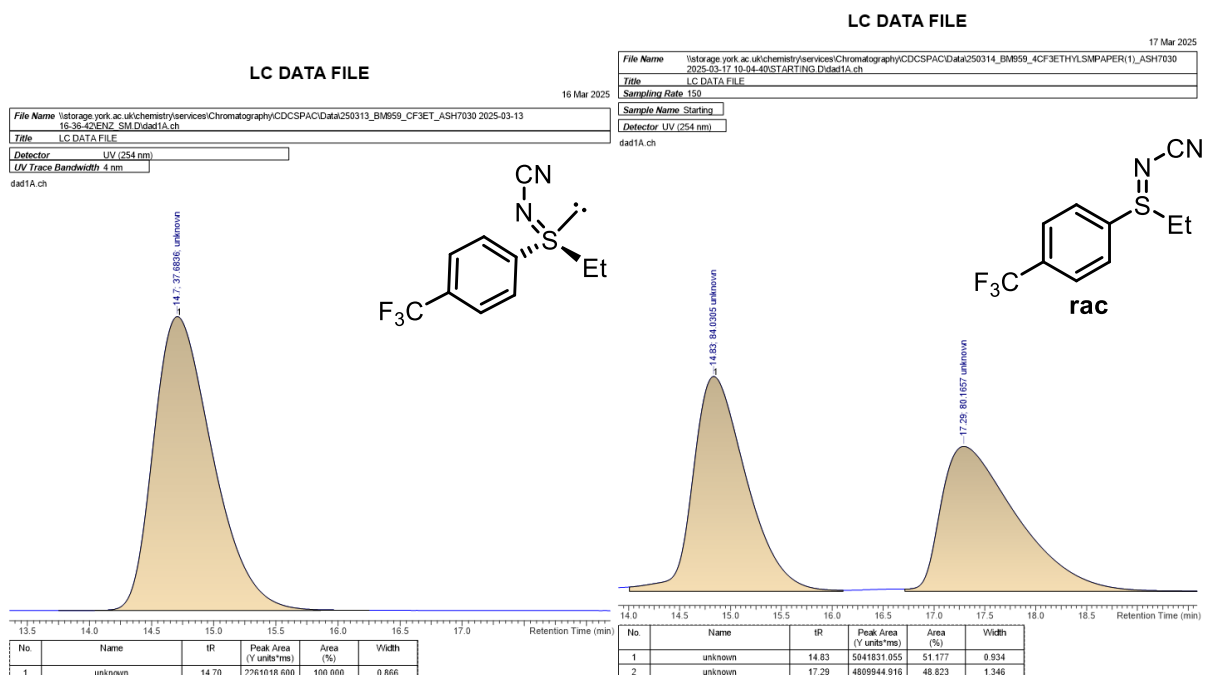 LC DATA FILE
16 Mar 2025
File Name \\storage.york.ac.uk\chemistry\services\Chromatography\CDCSPAC\Data\250313_BM959_CF3ET_ASH7030 2025-03-13
16-36-42\ENZ_SM.D\dad1A.ch
Title LC DATA FILE
Detector UV (254 nm)
UV Trace Bandwidth 4 nm
dad1A.ch
14.7; 37.6836; unknown
CN
N
S
Et
F3C
13.5 14.0 14.5 15.0 15.5 16.0 16.5 17.0 Retention Time (min)
No. Name tR Peak Area (Y units*ms) Area (%) Width
1 unknown 14.70 2261018.600 100.000 0.866
LC DATA FILE
17 Mar 2025
File Name \\storage.york.ac.uk\chemistry\services\Chromatography\CDCSPAC\Data\250314_BM959_4CF3ETHYLSMPAPER(1)_ASH7030
2025-03-17 10-04-40\STARTING.D\dad1A.ch
Title LC DATA FILE
Sampling Rate 150
Sample Name Starting
Detector UV (254 nm)
dad1A.ch
14.83; 84.0305 unknown
17.29; 80.1657 unknown
CN
N
S
Et
F3C
rac
14.0 14.5 15.0 15.5 16.0 16.5 17.0 17.5 18.0 18.5 Retention Time (min)
No. Name tR Peak Area (Y units*ms) Area (%) Width
1 unknown 14.83 5041831.055 51.177 0.934
2 unknown 17.29 4809944.916 48.823 1.346